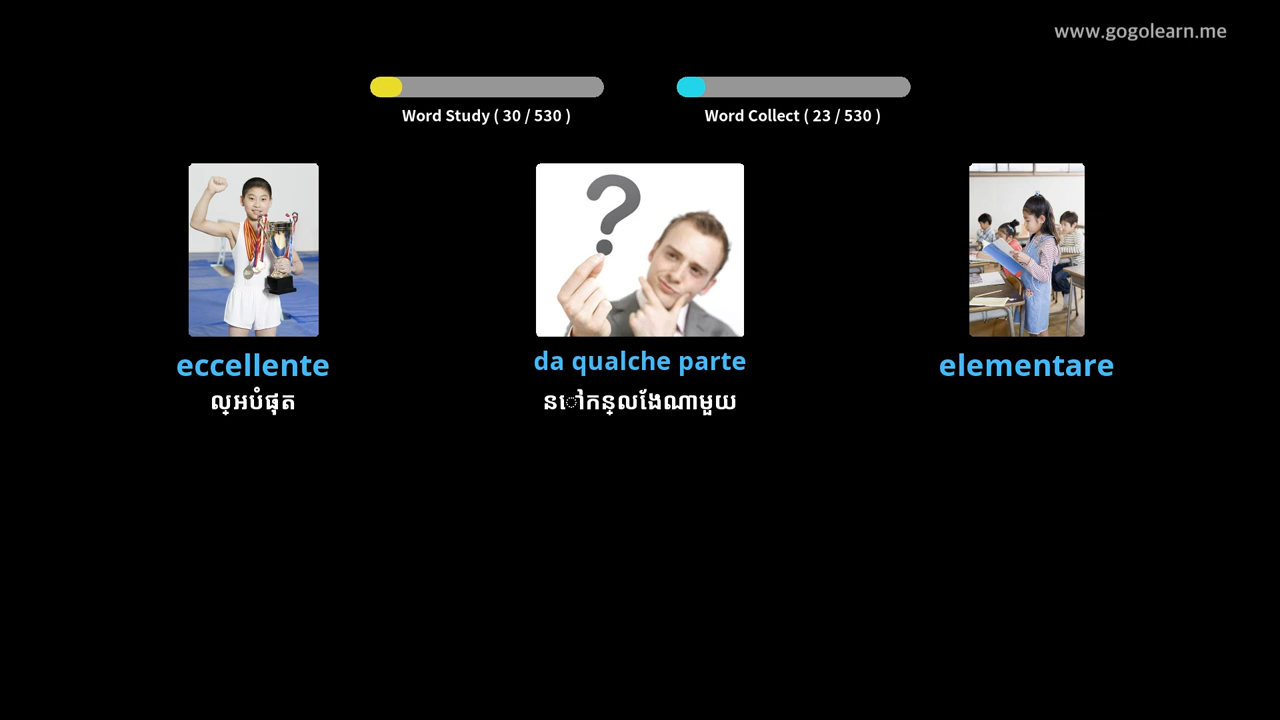 www.gogolearn.me
Word Study ( 30 / 530 )
Word Collect ( 23 / 530 )
eccellente
da qualche parte
elementare
ល្អបំផុត
នៅកន្លែងណាមួយ